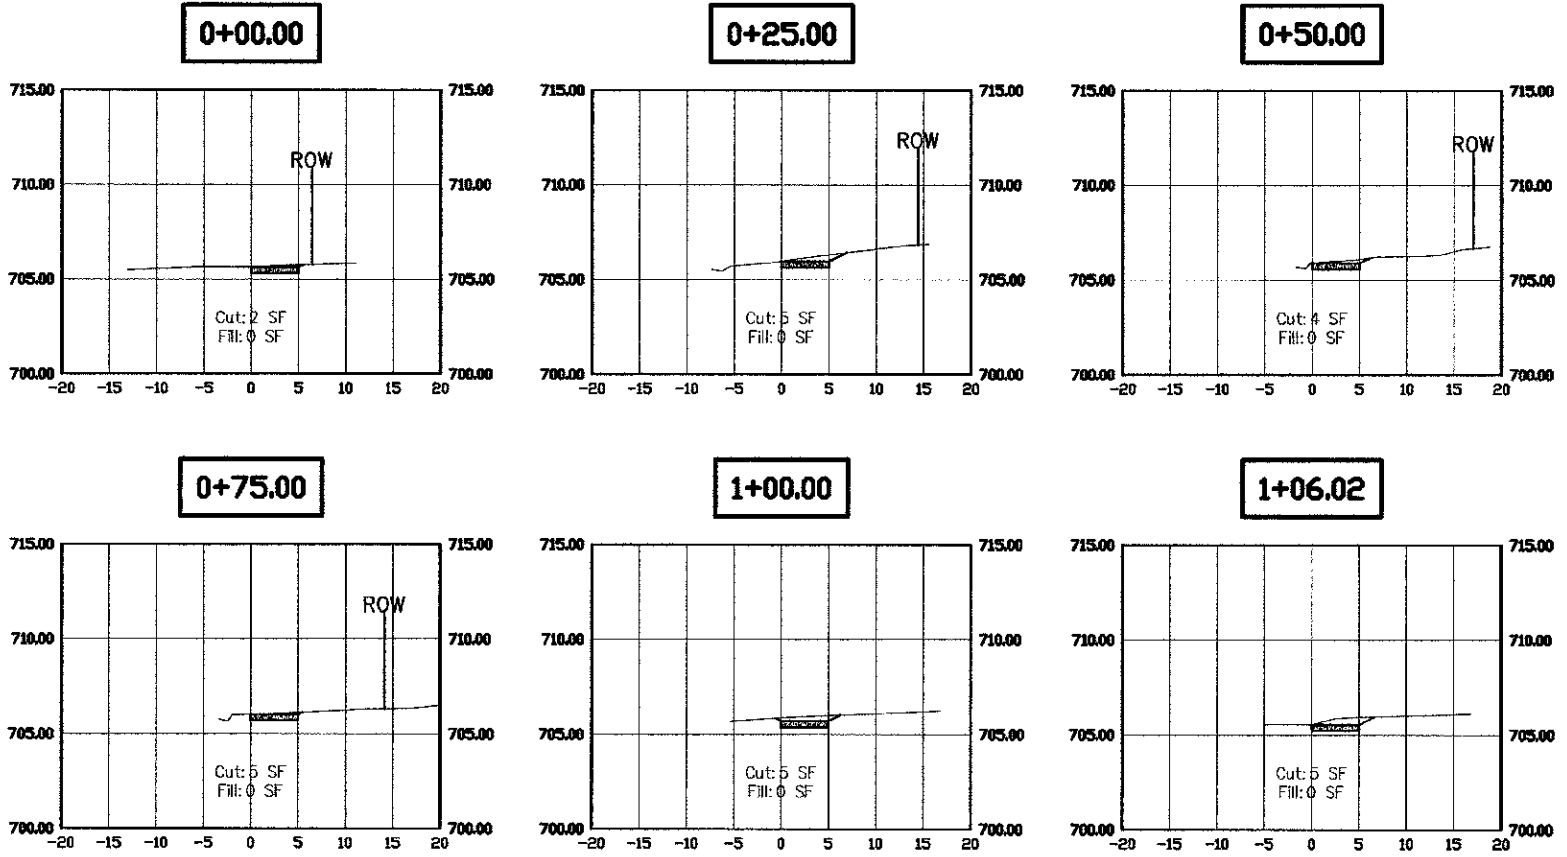 0+00.00 0+25.00 0+50.00
715.00 715.00 715.00 715.00 715.00 715.00
ROW ROW ROW
710.00 710.00 710.00 710.00 710.00 710.00
705.00 705.00 705.00 705.00 705.00 705.00
Cut: 2 SF Cut: 5 SF Cut: 4 SF
Fill: 0 SF Fill: 0 SF Fill: 0 SF
700.00 700.00 700.00 700.00 700.00 700.00
-20 -15 -10 -5 0 5 10 15 20 -20 -15 -10 -5 0 5 10 15 20 -20 -15 -10 -5 0 5 10 15 20
0+75.00 1+00.00 1+06.02
715.00 715.00 715.00 715.00 715.00 715.00
ROW
710.00 710.00 710.00 710.00 710.00 710.00
705.00 705.00 705.00 705.00 705.00 705.00
Cut: 5 SF Cut: 5 SF Cut: 5 SF
Fill: 0 SF Fill: 0 SF Fill: 0 SF
700.00 700.00 700.00 700.00 700.00 700.00
-20 -15 -10 -5 0 5 10 15 20 -20 -15 -10 -5 0 5 10 15 20 -20 -15 -10 -5 0 5 10 15 20